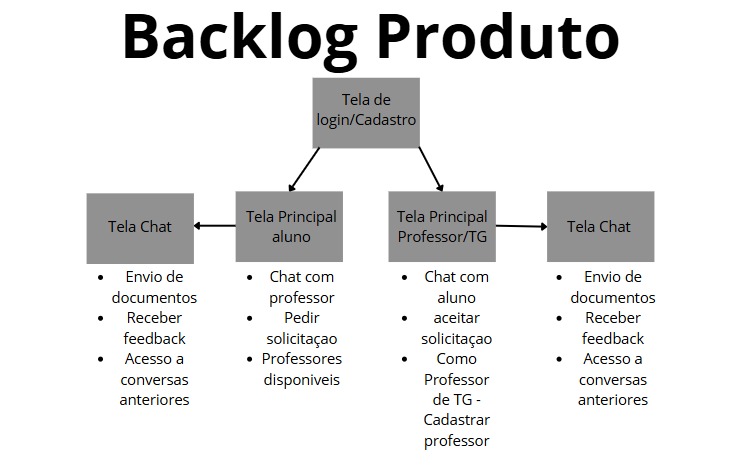 Backlog Produto
Tela de
login/Cadastro
Tela Chat
Tela Principal
aluno
Tela Principal
Professor/TG
Tela Chat
• Envio de
documentos
• Receber
feedback
• Acesso a
conversas
anteriores
• Chat com
professor
• Pedir
solicitaçao
• Professores
disponiveis
• Chat com
aluno
• aceitar
solicitaçao
• Como
Professor
de TG -
Cadastrar
professor
• Envio de
documentos
• Receber
feedback
• Acesso a
conversas
anteriores